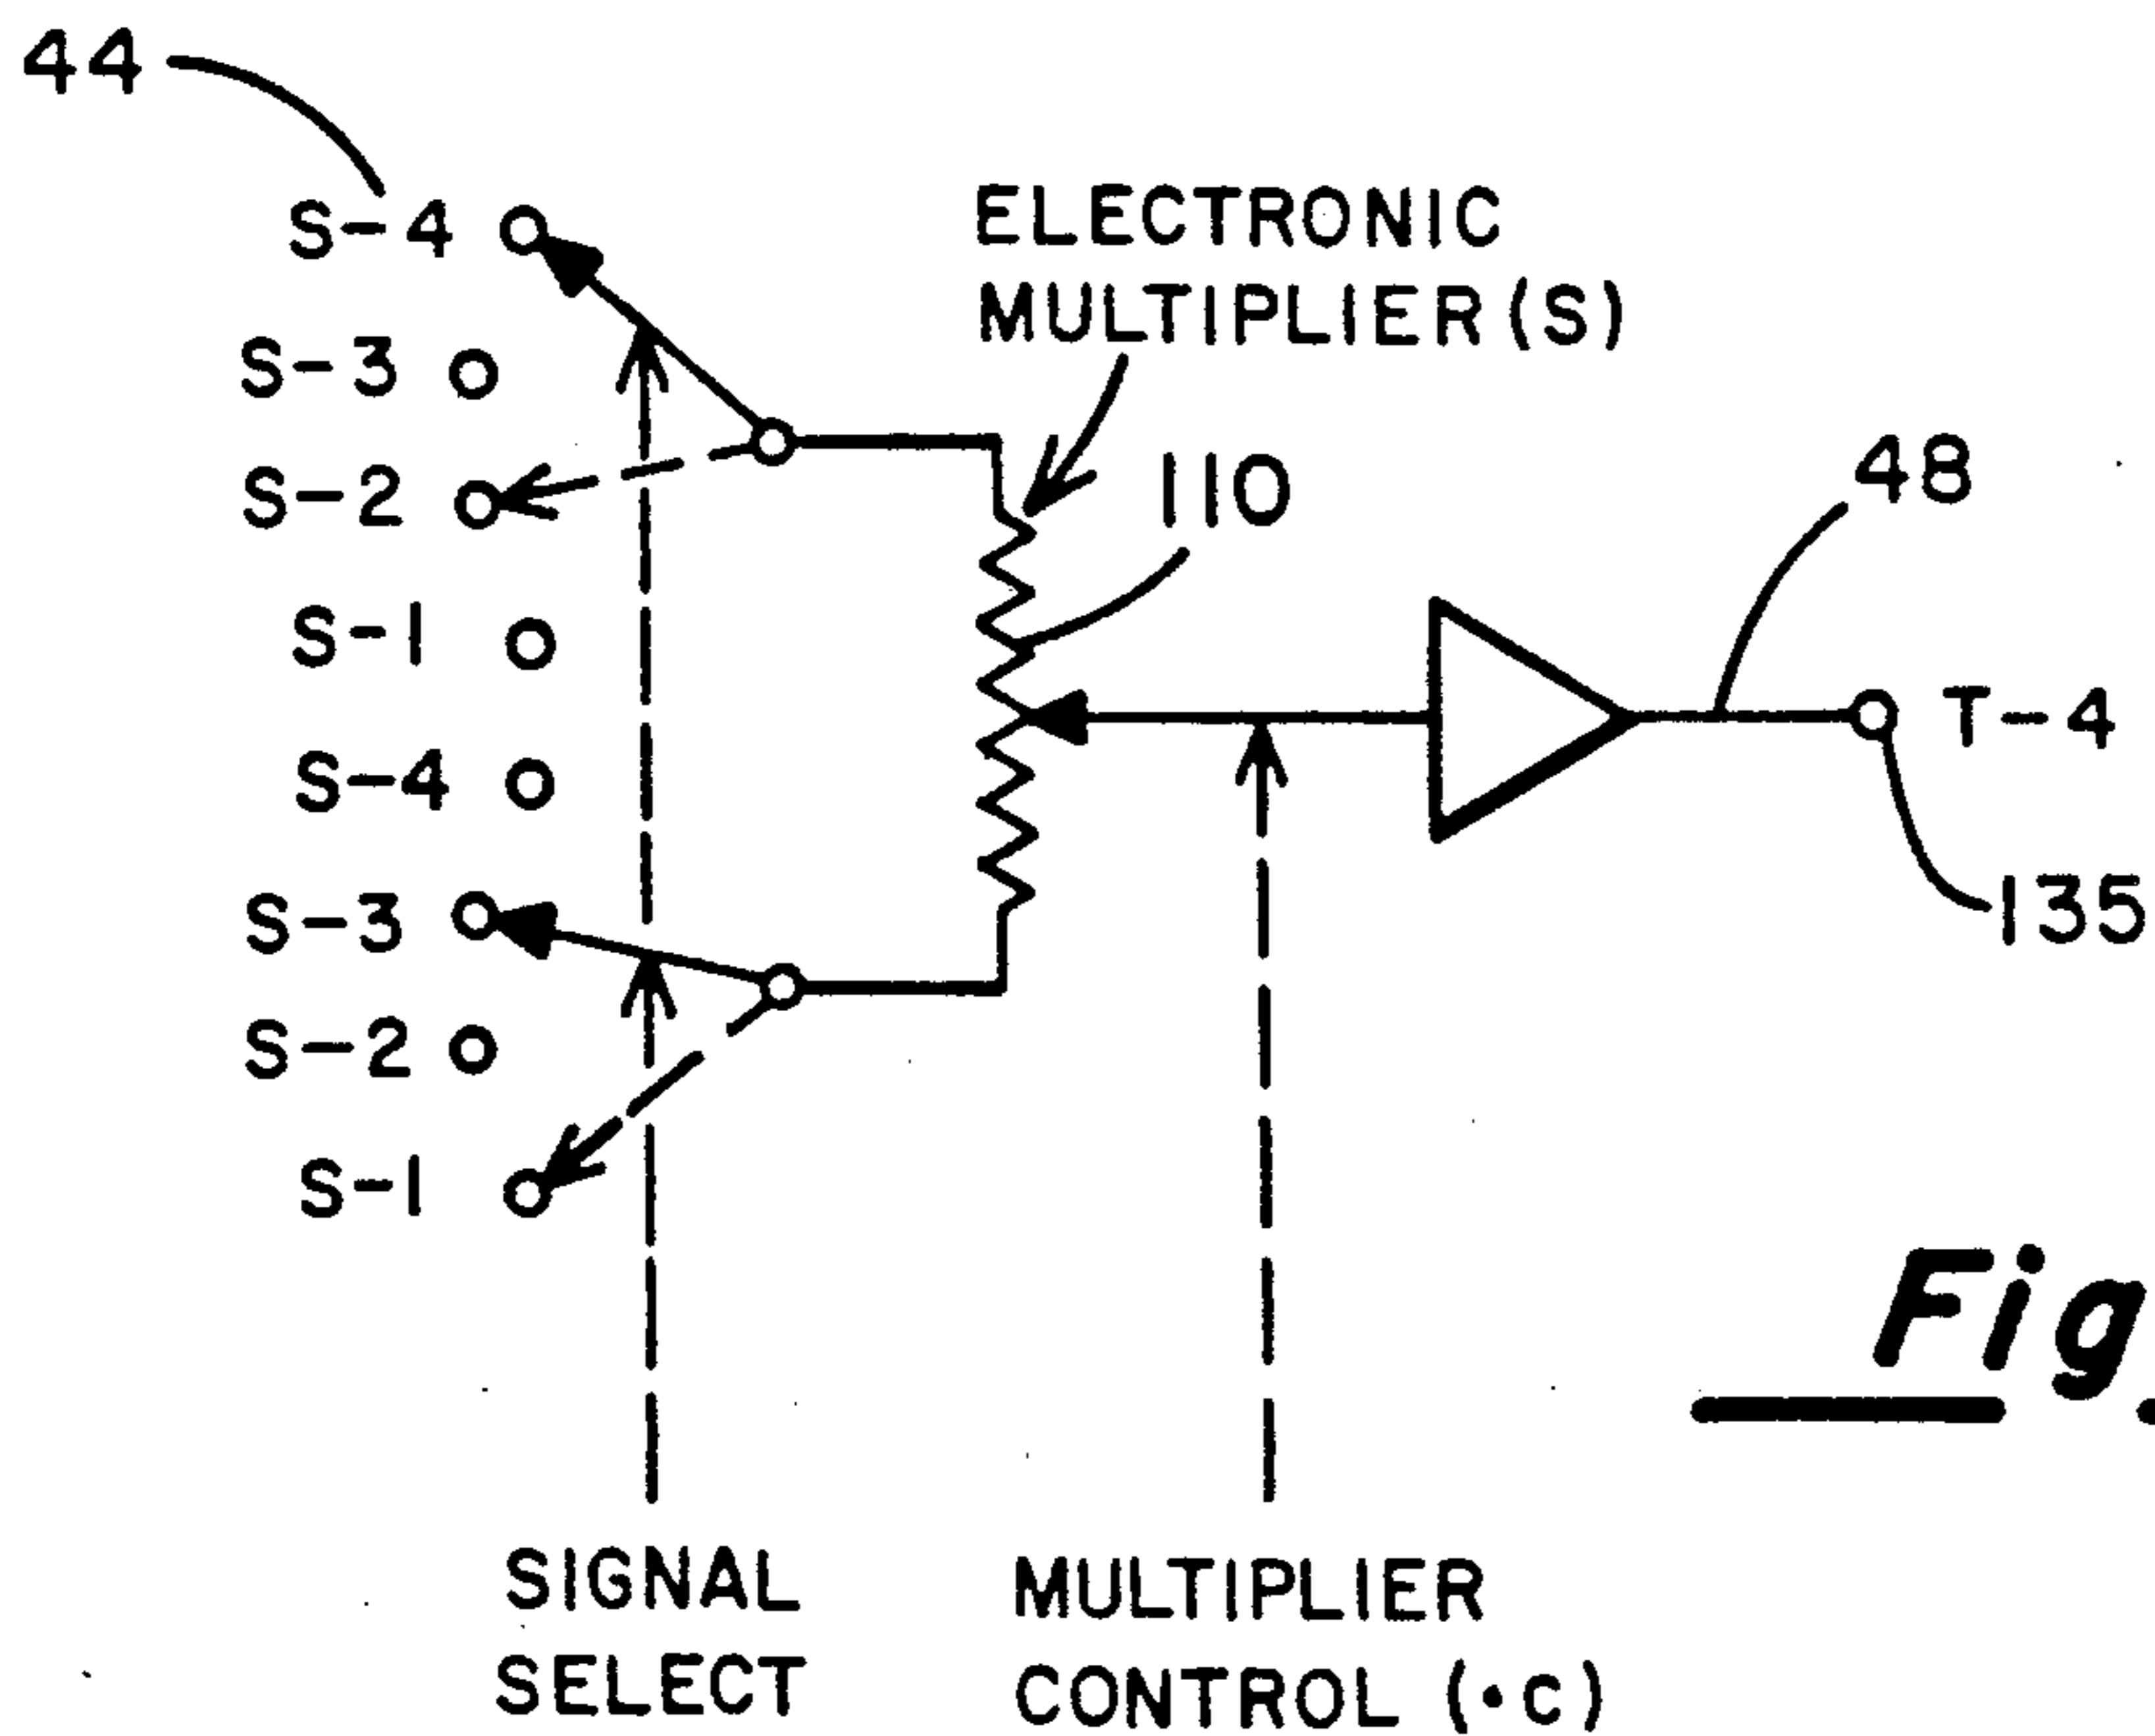 44
S-4
ELECTRONIC
MULTIPLIER(S)
S-3
S-2
110
48
S-1
T-4
S-4
S-3
135
S-2
S-1
Fig.
SIGNAL
SELECT
MULTIPLIER
CONTROL (•C)